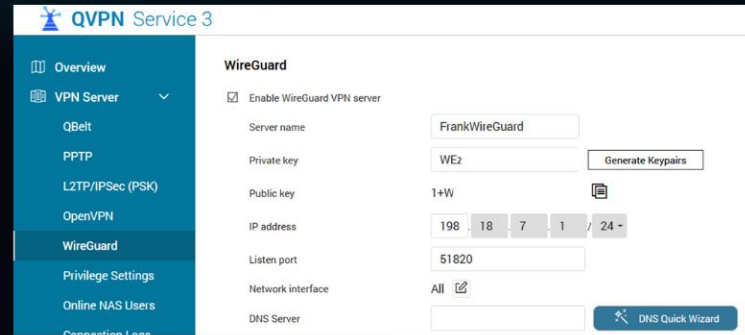 QVPN Service 3
Overview
VPN Server
QBelt
PPTP
L2TP/IPSec (PSK)
OpenVPN
WireGuard
Privilege Settings
Online NAS Users
Connection Logs
WireGuard
Enable WireGuard VPN server
Server name FrankWireGuard
Private key WE2 Generate Keypairs
Public key 1+W
IP address 198 . 18 . 7 . 1 / 24
Listen port 51820
Network interface All
DNS Server DNS Quick Wizard